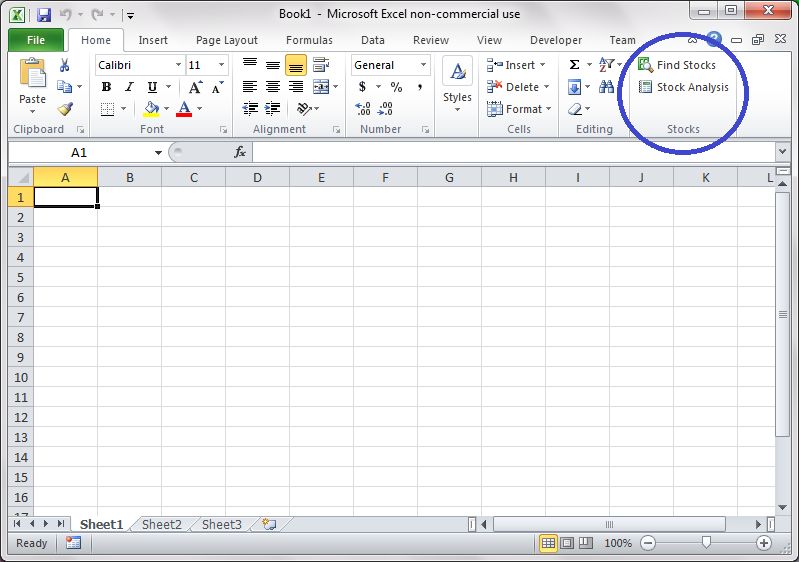 Book1 - Microsoft Excel non-commercial use
File Home Insert Page Layout Formulas Data Review View Developer Team
Calibri 11 General Σ A Z Find Stocks
Insert
Delete Stock Analysis
Paste B I U A A $ % , Styles
Format
A .00 .0
Clipboard Font Alignment Number Cells Editing Stocks
A1 fx
A B C D E F G H I J K L
1
2
3
4
5
6
7
8
9
10
11
12
13
14
15
16
17
Sheet1 Sheet2 Sheet3
Ready 100%